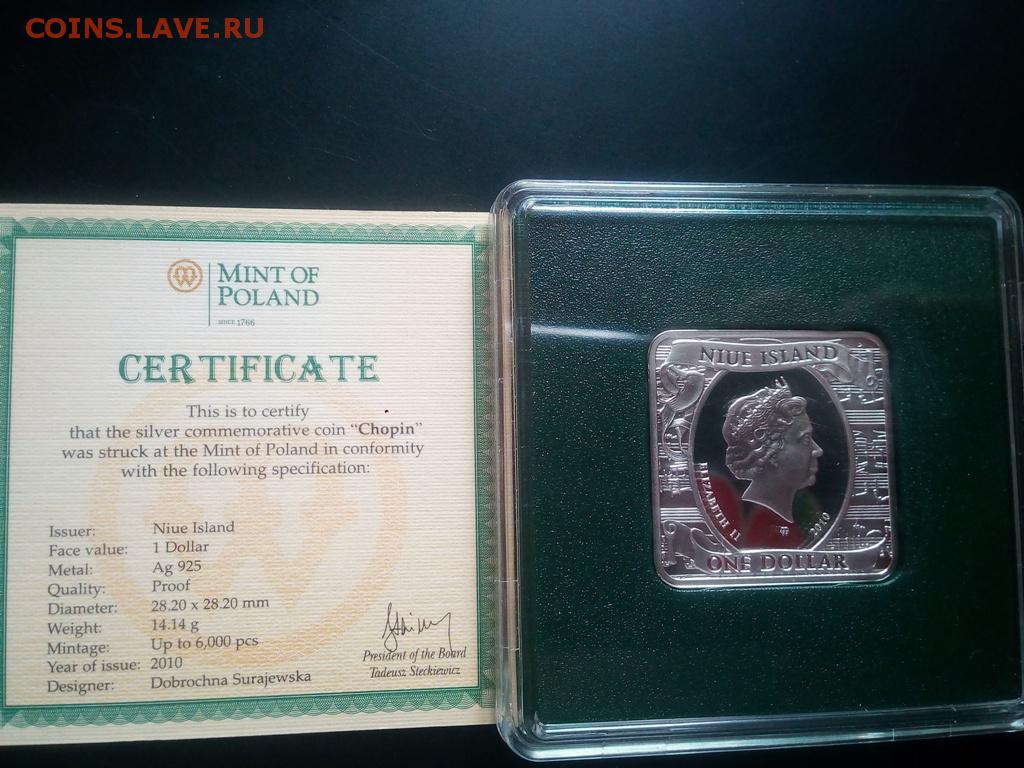 COINS.LAVE.RU
MINT OF
POLAND
SINCE 1766
CERTIFICATE
This is to certify
that the silver commemorative coin “Chopin”
was struck at the Mint of Poland in conformity
with the following specification:
Issuer: Niue Island
Face value: 1 Dollar
Metal: Ag 925
Quality: Proof
Diameter: 28.20 x 28.20 mm
Weight: 14.14 g
Mintage: Up to 6,000 pcs
Year of issue: 2010
Designer: Dobrochna Surajewska
President of the Board
Tadeusz Steckiewicz
NIUE ISLAND
ELIZABETH II
2010
ONE DOLLAR